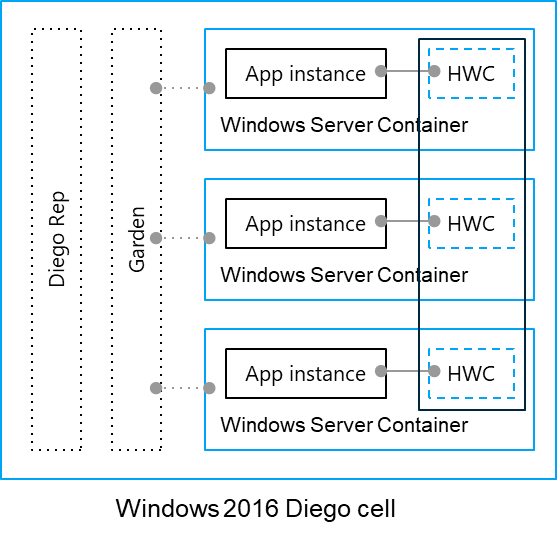 Diego Rep
Garden
App instance
HWC
Windows Server Container
App instance
HWC
Windows Server Container
App instance
HWC
Windows Server Container
Windows 2016 Diego cell